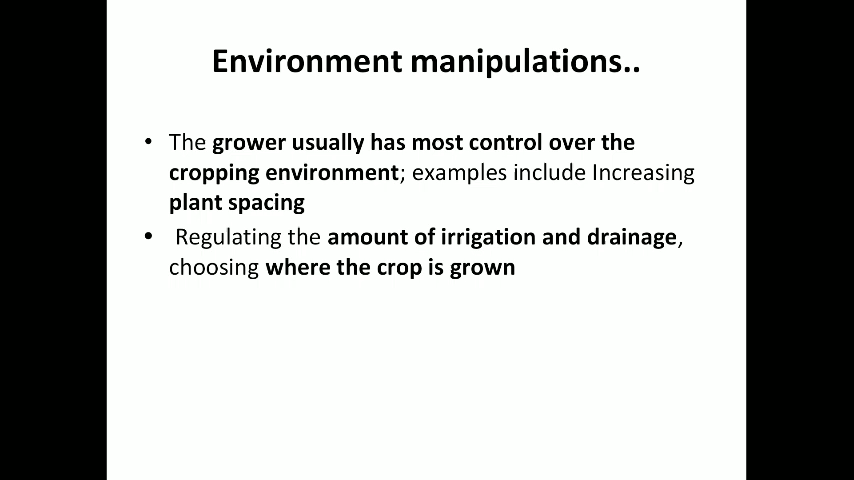 Environment manipulations..
• The grower usually has most control over the
cropping environment; examples include Increasing
plant spacing
• Regulating the amount of irrigation and drainage,
choosing where the crop is grown